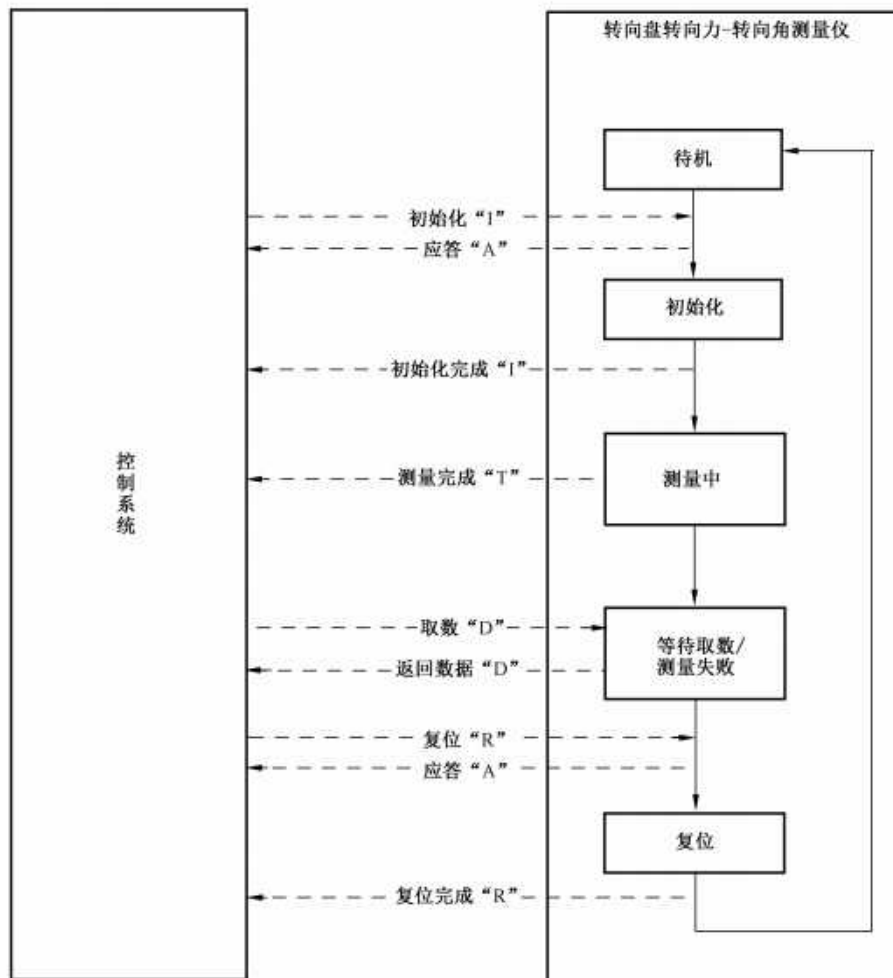 转向盘转向力-转向角测量仪
待机
初始化“I”
应答“A”
初始化
初始化完成“I”
控制系统
测量完成“T”
测量中
取数“D”
等待取数/
测量失败
返回数据“D”
复位“R”
应答“A”
复位
复位完成“R”